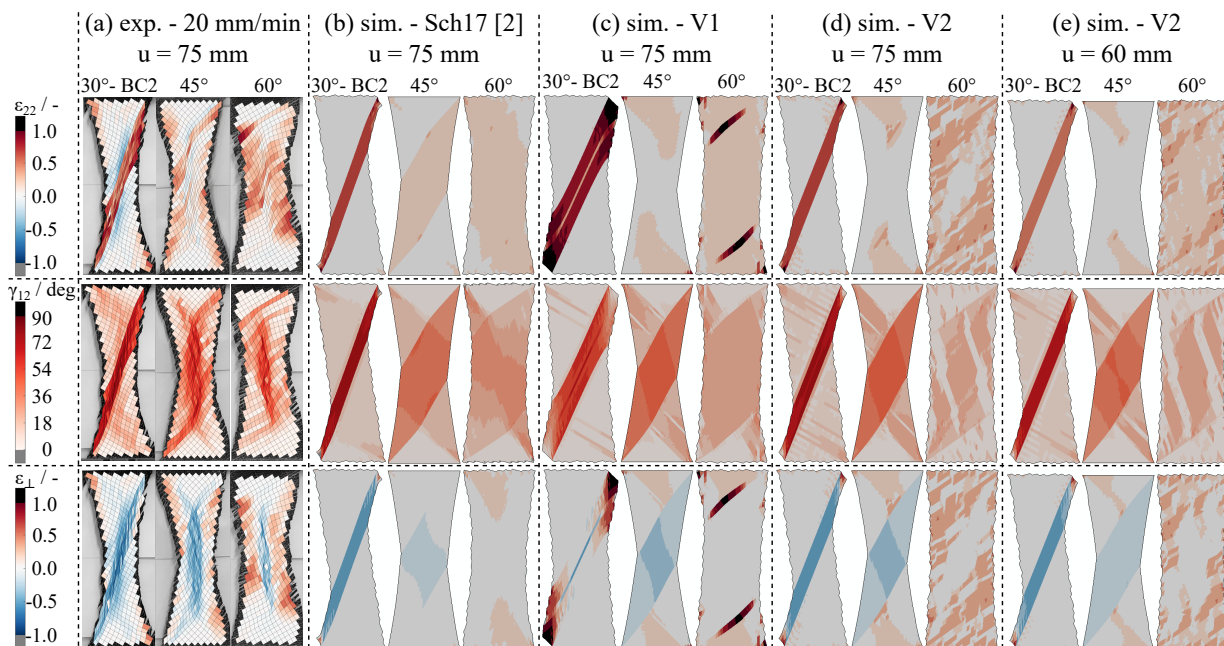 (a) exp. - 20 mm/min (b) sim. - Sch17 [2] (c) sim. - V1 (d) sim. - V2 (e) sim. - V2
u = 75 mm u = 75 mm u = 75 mm u = 75 mm u = 60 mm
30°- BC2 45° 60° 30°- BC2 45° 60° 30°- BC2 45° 60° 30°- BC2 45° 60° 30°- BC2 45° 60°
ε22 / -
1.0
0.5
0.0
-0.5
-1.0
γ12 / deg
90
72
54
36
18
0
ε⊥ / -
1.0
0.5
0.0
-0.5
-1.0